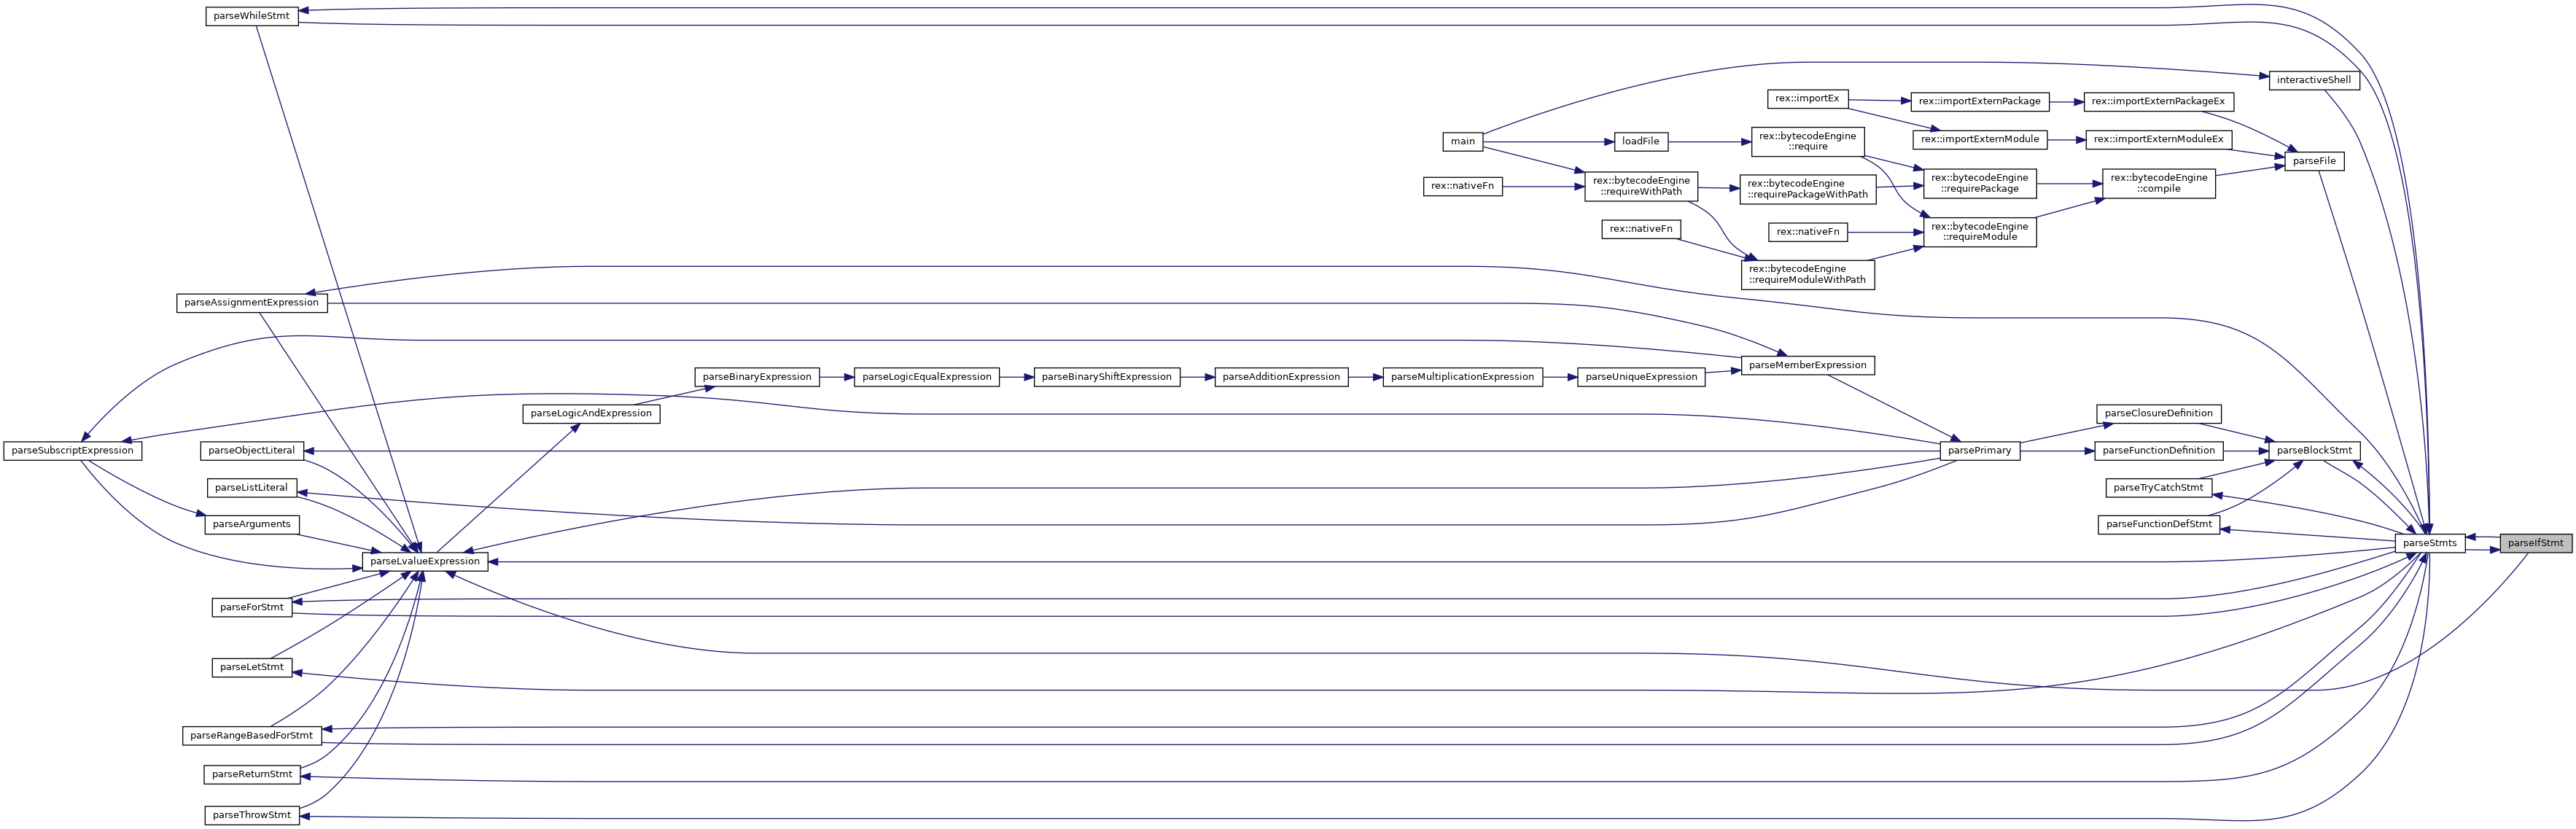 parseWhileStmt
interactiveShell
rex::importEx
rex::importExternPackage
rex::importExternPackageEx
main
loadFile
rex::bytecodeEngine
::require
rex::importExternModule
rex::importExternModuleEx
parseFile
rex::nativeFn
rex::bytecodeEngine
::requireWithPath
rex::bytecodeEngine
::requirePackageWithPath
rex::bytecodeEngine
::requirePackage
rex::bytecodeEngine
::compile
rex::nativeFn
rex::nativeFn
rex::bytecodeEngine
::requireModule
rex::bytecodeEngine
::requireModuleWithPath
parseAssignmentExpression
parseMemberExpression
parseBinaryExpression
parseLogicEqualExpression
parseBinaryShiftExpression
parseAdditionExpression
parseMultiplicationExpression
parseUniqueExpression
parseLogicAndExpression
parseClosureDefinition
parseSubscriptExpression
parseObjectLiteral
parsePrimary
parseFunctionDefinition
parseBlockStmt
parseListLiteral
parseTryCatchStmt
parseArguments
parseFunctionDefStmt
parseStmts
parseIfStmt
parseLvalueExpression
parseForStmt
parseLetStmt
parseRangeBasedForStmt
parseReturnStmt
parseThrowStmt